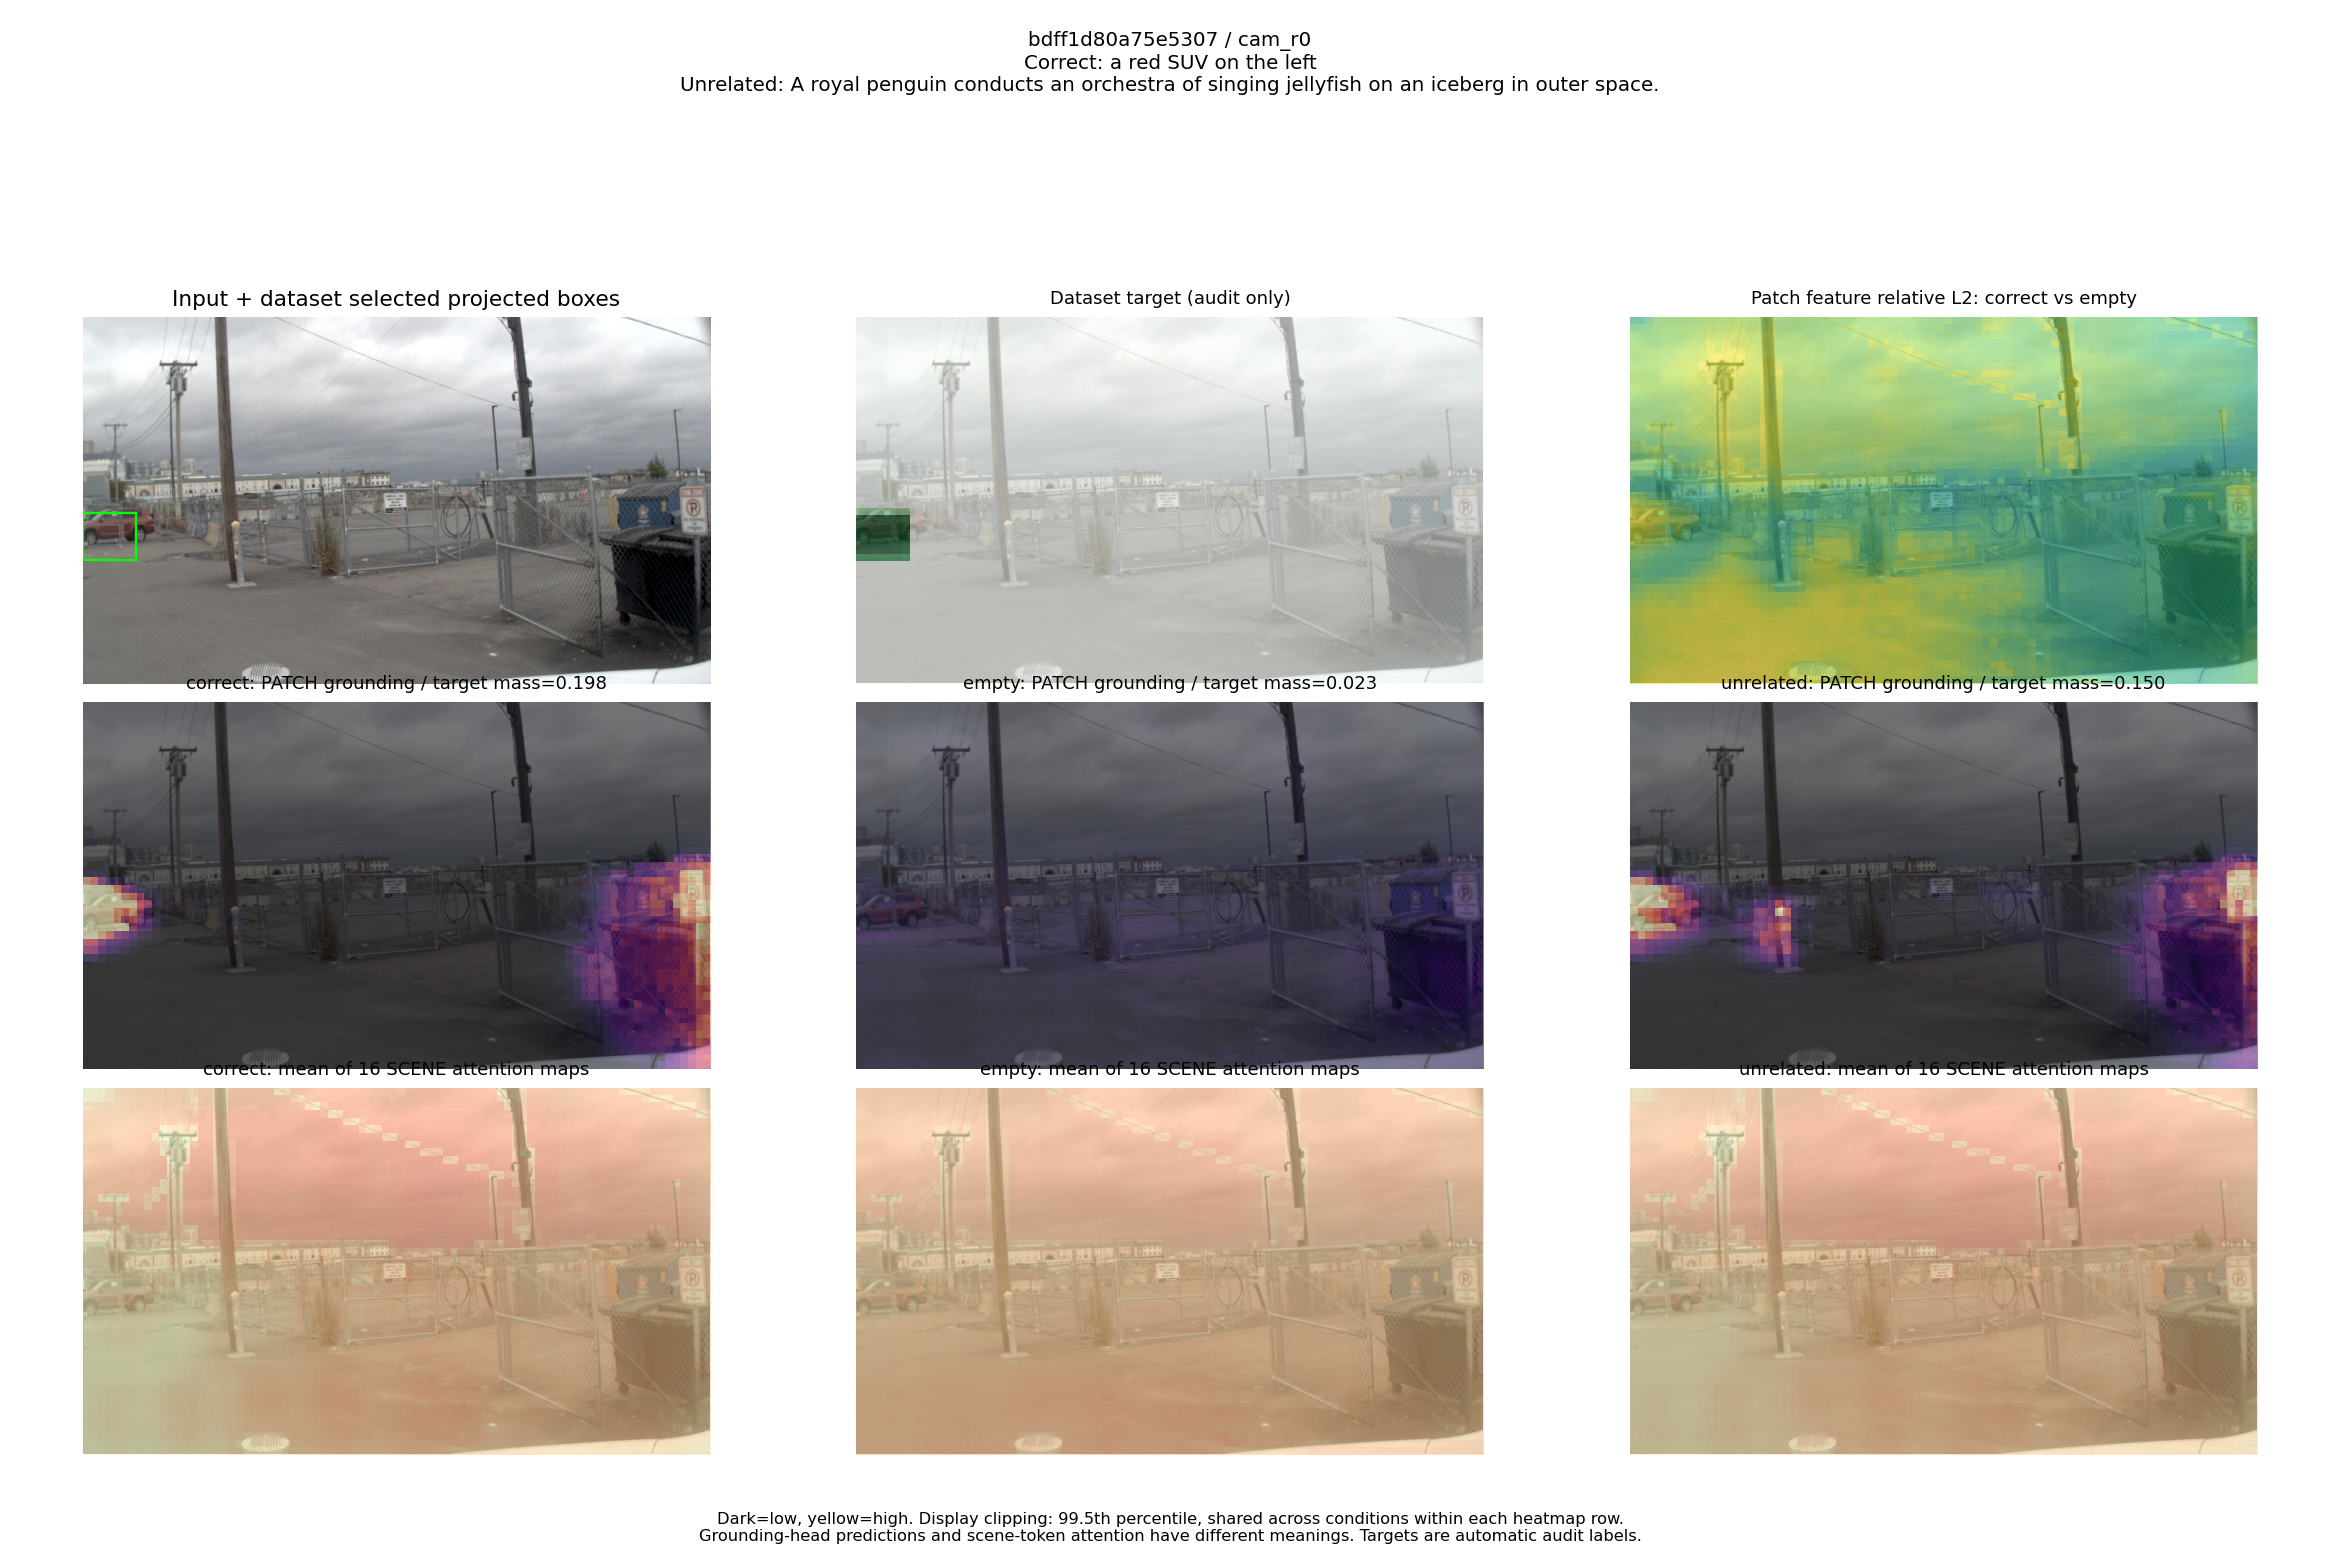 bdff1d80a75e5307 / cam_r0
Correct: a red SUV on the left
Unrelated: A royal penguin conducts an orchestra of singing jellyfish on an iceberg in outer space.
Input + dataset selected projected boxes
Dataset target (audit only)
Patch feature relative L2: correct vs empty
correct: PATCH grounding / target mass=0.198
empty: PATCH grounding / target mass=0.023
unrelated: PATCH grounding / target mass=0.150
correct: mean of 16 SCENE attention maps
empty: mean of 16 SCENE attention maps
unrelated: mean of 16 SCENE attention maps
Dark=low, yellow=high. Display clipping: 99.5th percentile, shared across conditions within each heatmap row.
Grounding-head predictions and scene-token attention have different meanings. Targets are automatic audit labels.